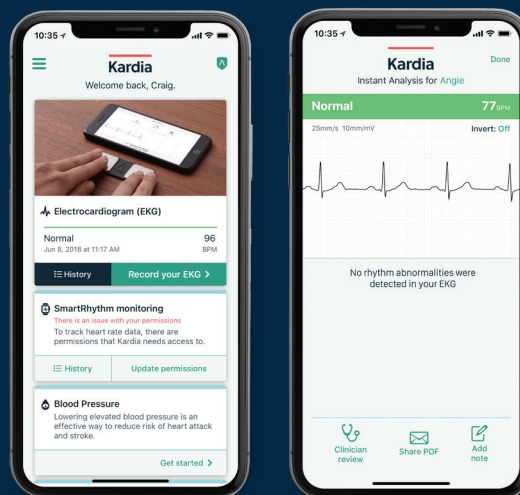 10:35
Kardia
Welcome back, Craig.
Electrocardiogram (EKG)
Normal
96
Jun 8, 2018 at 11:17 AM
BPM
History
Record your EKG >
SmartRhythm monitoring
There is an issue with your permissions
To track heart rate data, there are
permissions that Kardia needs access to.
History
Update permissions
Blood Pressure
Lowering elevated blood pressure is an
effective way to reduce risk of heart attack
and stroke.
Get started >
10:35
Kardia
Done
Instant Analysis for Angie
Normal
77 BPM
25mm/s 10mm/mV
Invert: Off
No rhythm abnormalities were
detected in your EKG
Clinician
review
Share PDF
Add
note